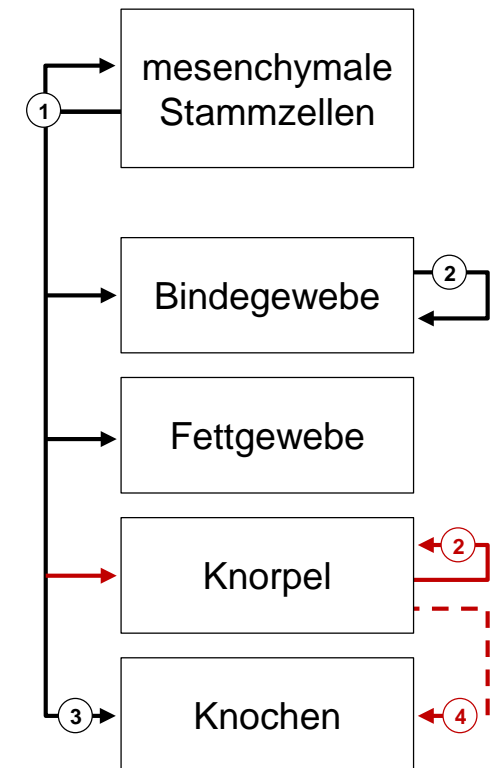 mesenchymale
Stammzellen
1
Bindegewebe
2
Fettgewebe
Knorpel
2
Knochen
3
4